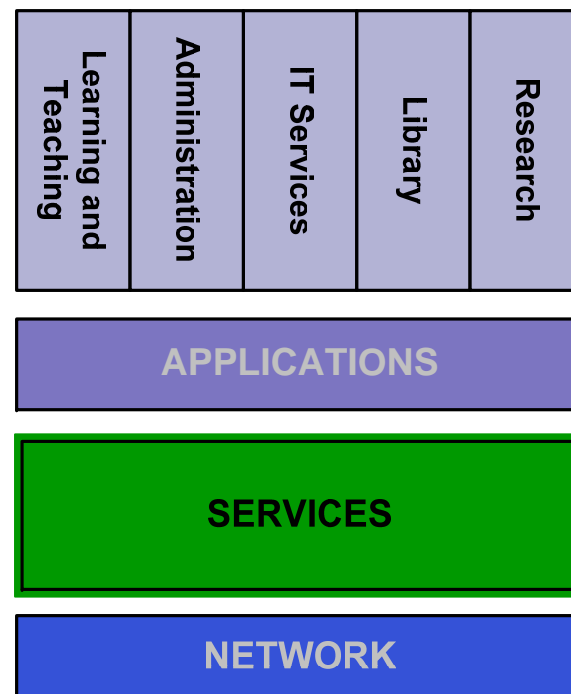 Learning and
Teaching
Administration
IT Services
Library
Research
APPLICATIONS
SERVICES
NETWORK